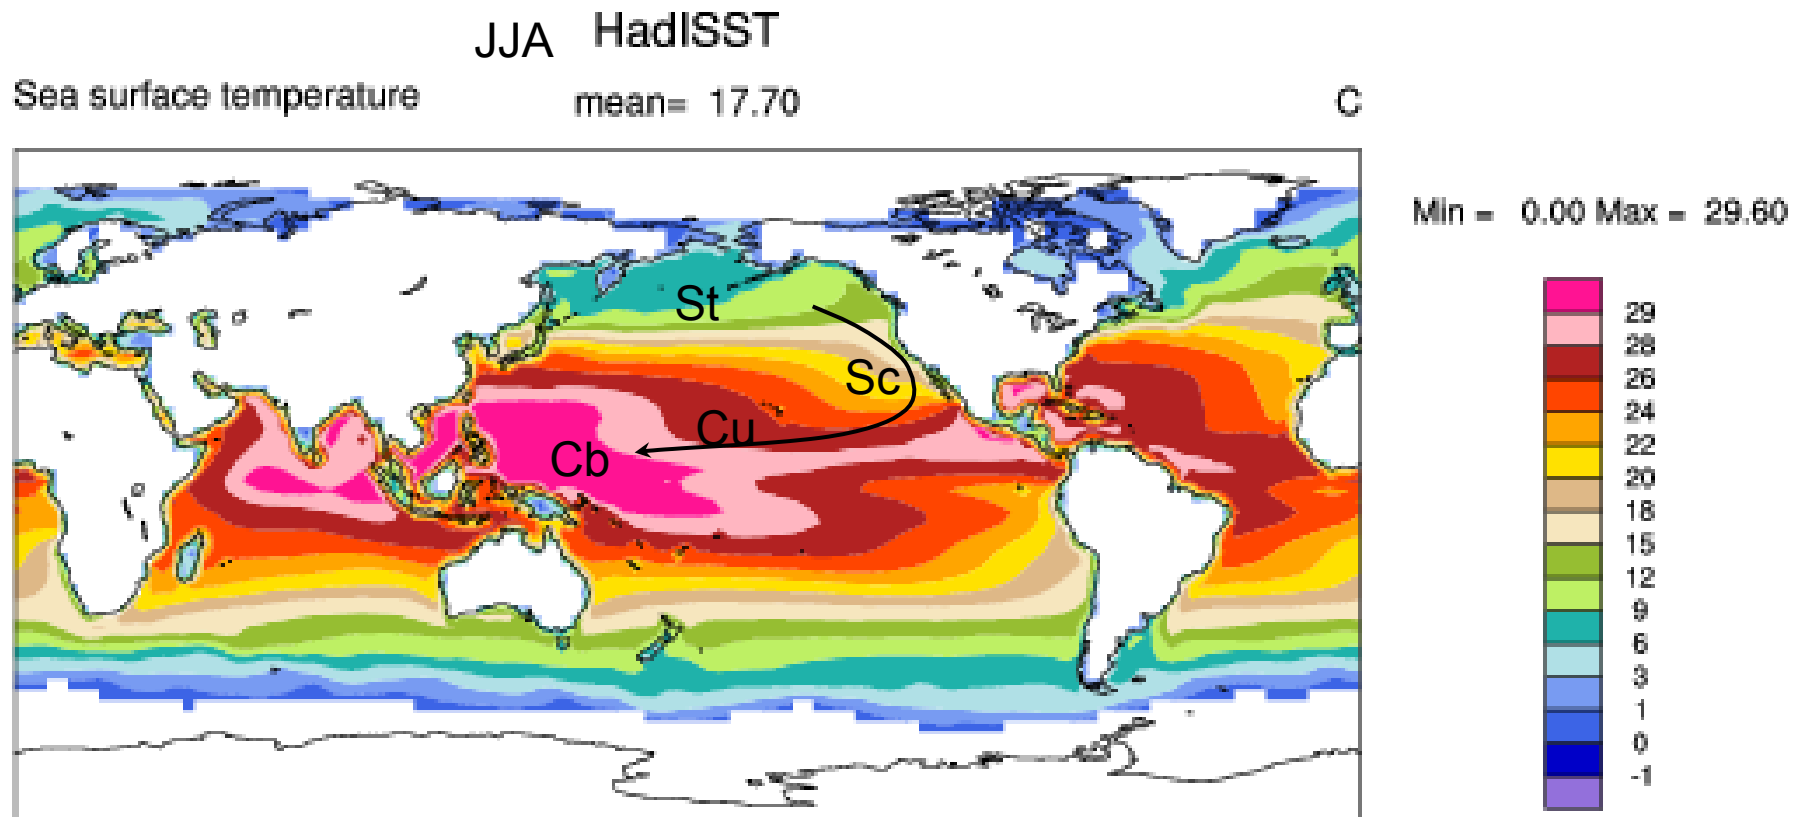 JJA HadISST
Sea surface temperature mean= 17.70 C
Min = 0.00 Max = 29.60
St
Sc
Cu
Cb
29
28
26
24
22
20
18
15
12
9
6
3
1
0
-1